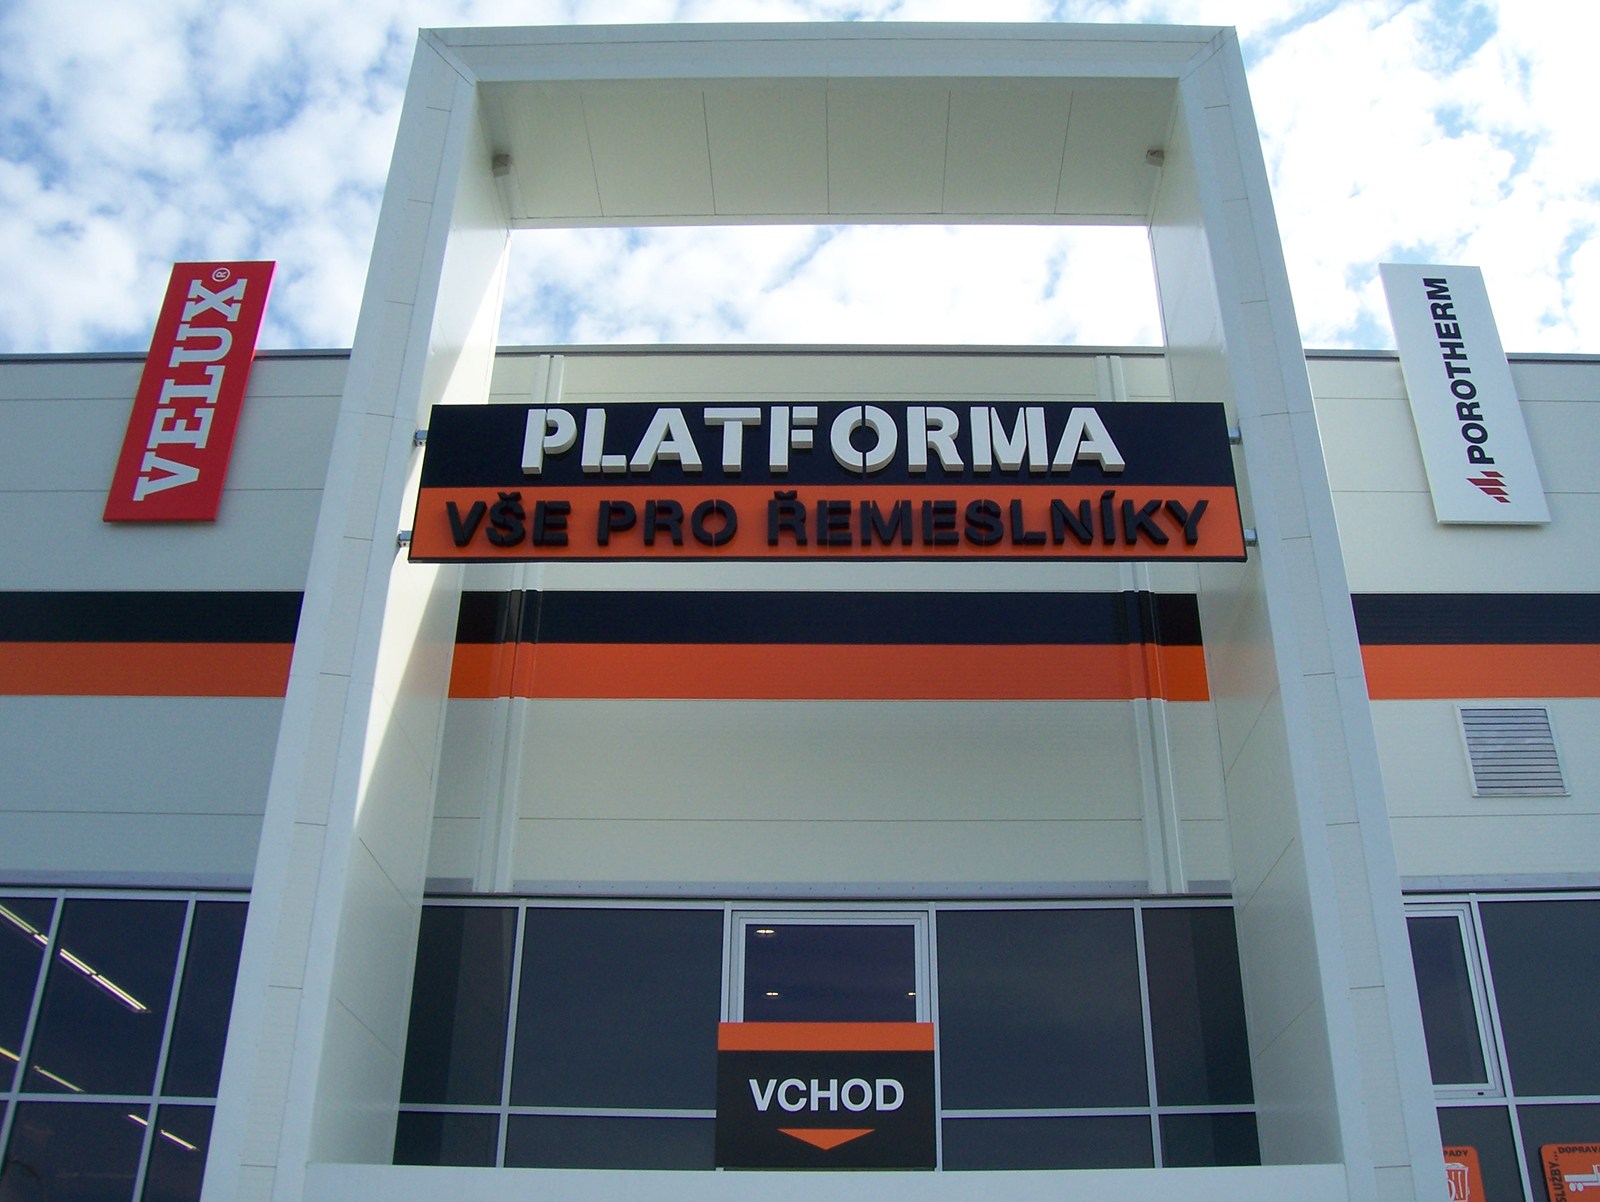 VELUX®
POROTHERM
PLATFORMA
VŠE PRO ŘEMESLNÍKY
VCHOD